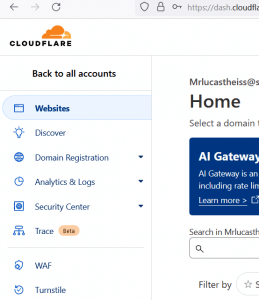 https://dash.cloudfla
CLOUDFLARE
Back to all accounts
Websites
Discover
Domain Registration
Analytics & Logs
Security Center
Trace Beta
WAF
Turnstile
Mrlucastheiss@s
Home
Select a domain t
AI Gateway
AI Gateway is an
including rate lim
Learn more >
Search in Mrlucasth
Filter by S